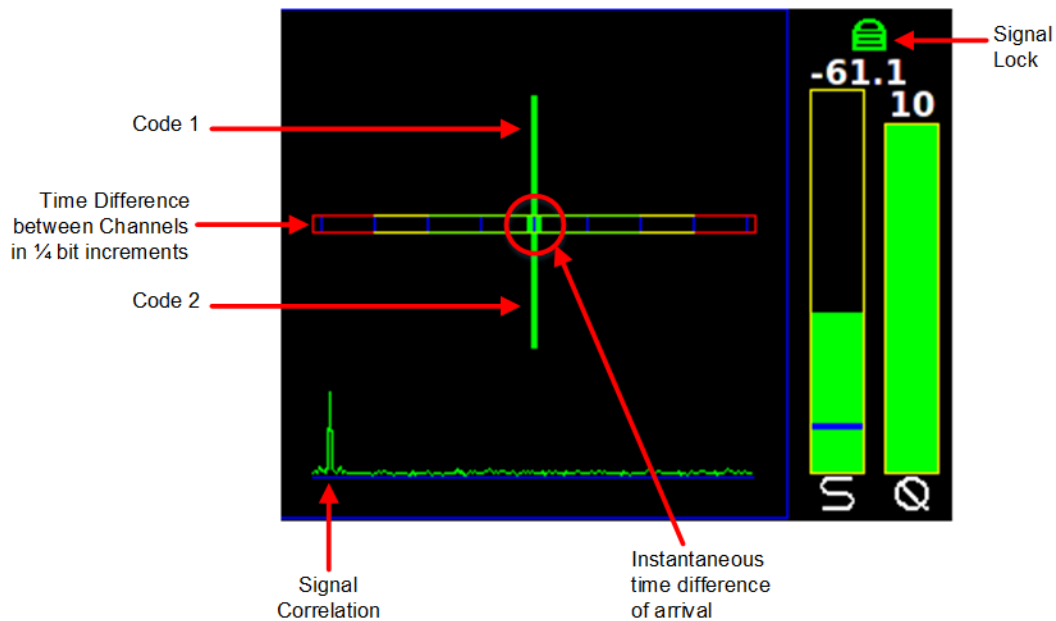 Signal
Lock
-61.1
10
Code 1
Time Difference
between Channels
in ¼ bit increments
Code 2
S
Q
Instantaneous
time difference
of arrival
Signal
Correlation